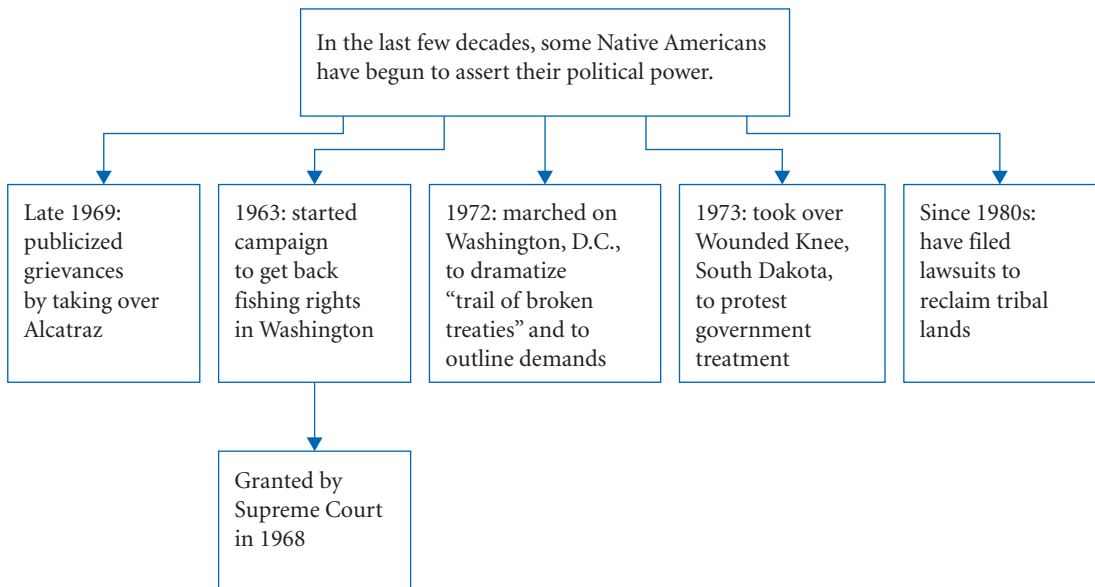 In the last few decades, some Native Americans
have begun to assert their political power.
Late 1969:
publicized
grievances
by taking over
Alcatraz
1963: started
campaign
to get back
fishing rights
in Washington
1972: marched on
Washington, D.C.,
to dramatize
“trail of broken
treaties” and to
outline demands
1973: took over
Wounded Knee,
South Dakota,
to protest
government
treatment
Since 1980s:
have filed
lawsuits to
reclaim tribal
lands
Granted by
Supreme Court
in 1968